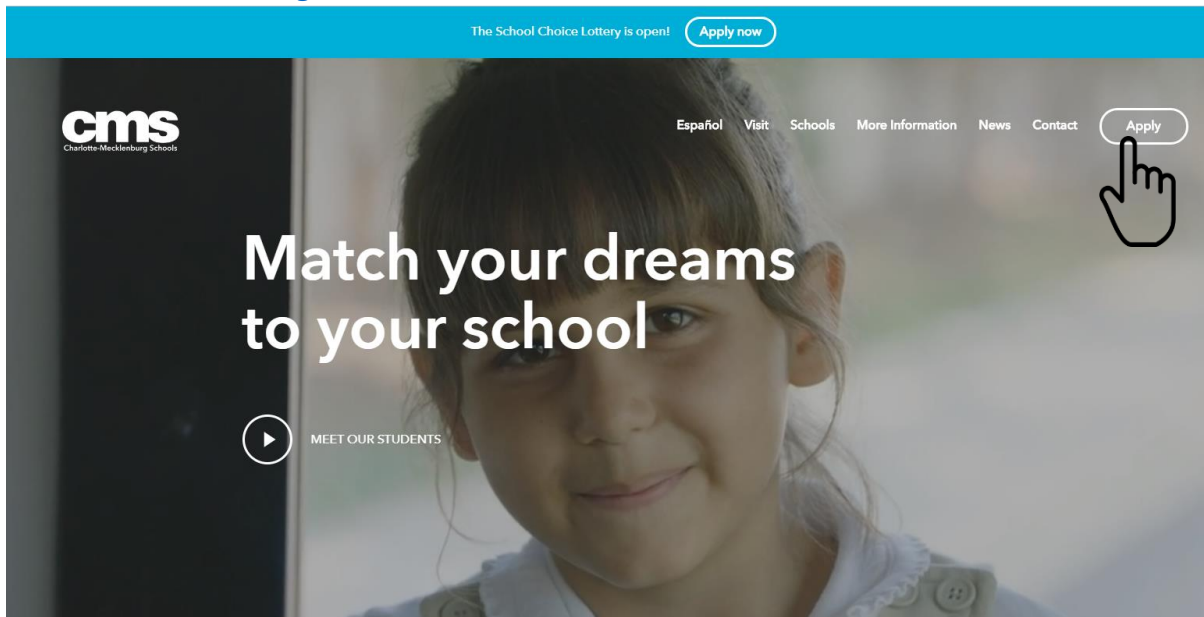 The School Choice Lottery is open! Apply now
cms
Charlotte-Mecklenburg Schools
Español Visit Schools More Information News Contact Apply
Match your dreams
to your school
MEET OUR STUDENTS